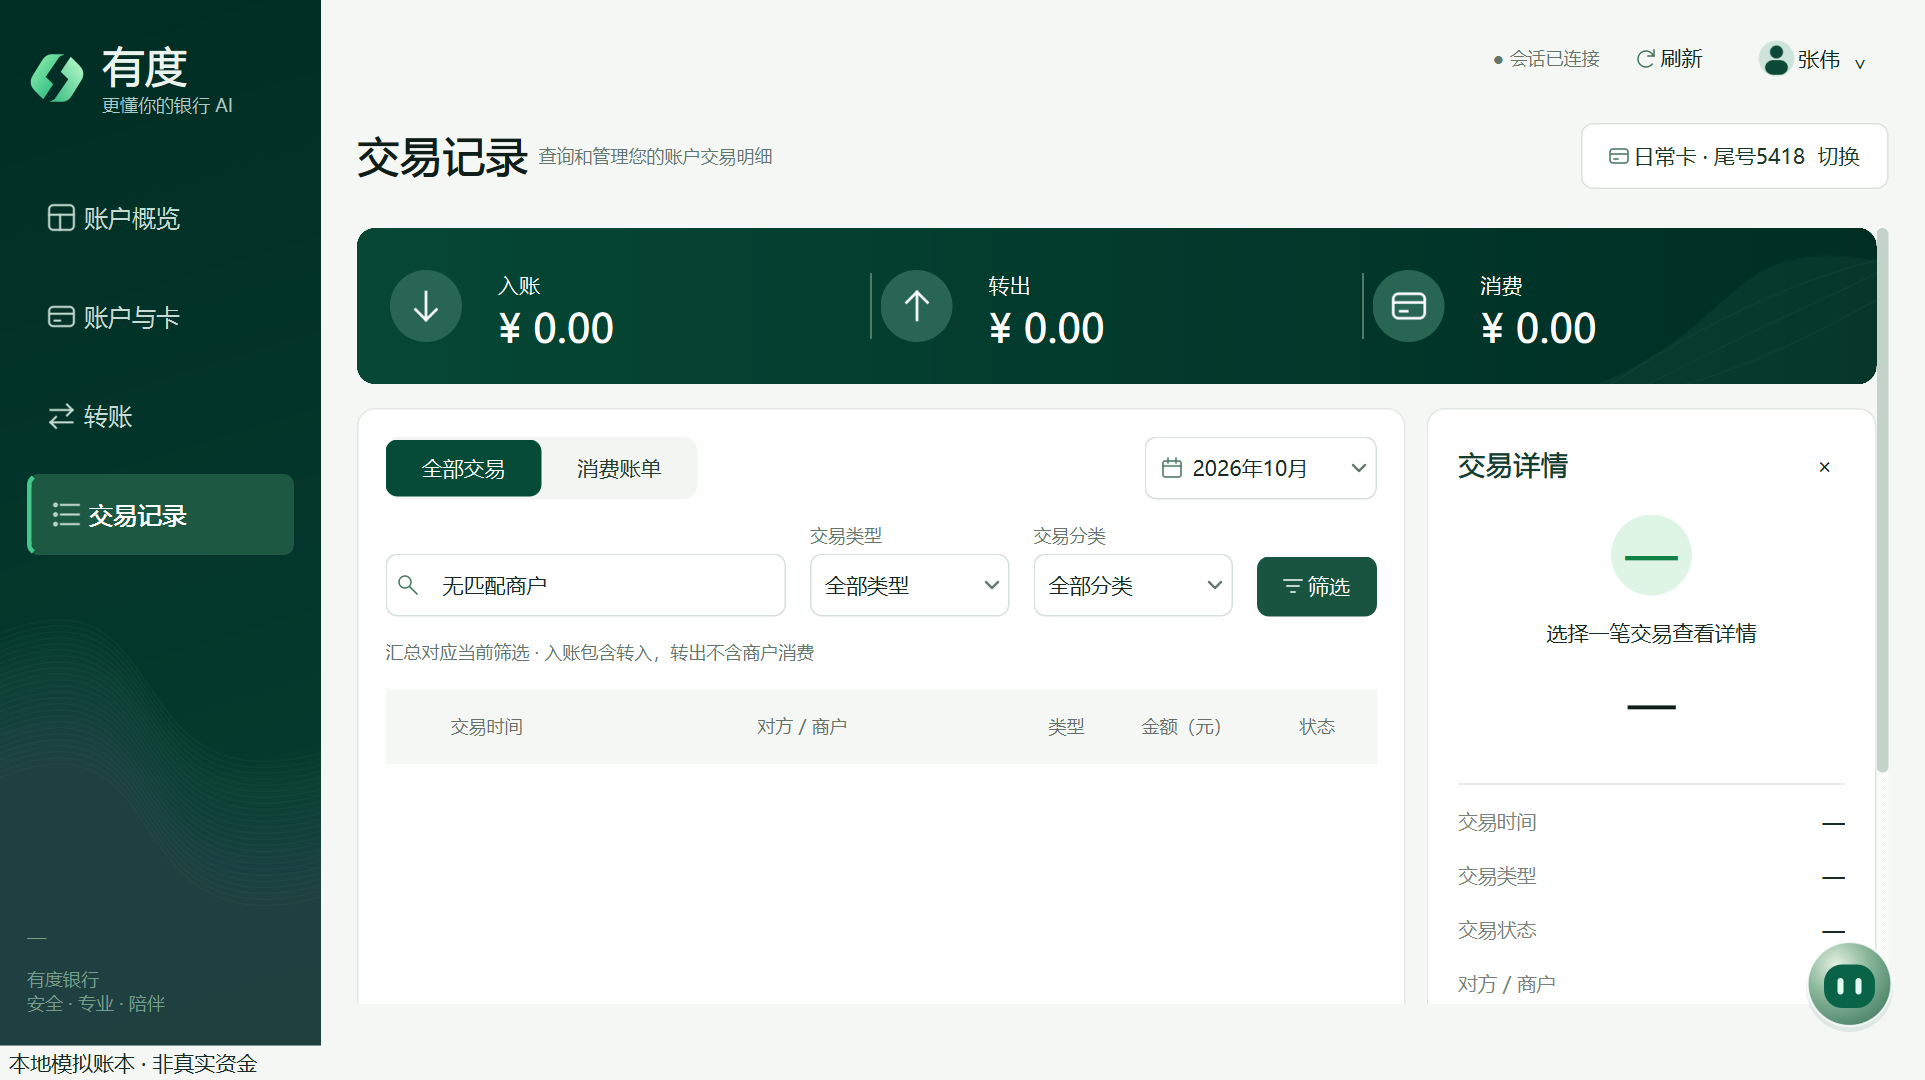 有度
更懂你的银行 AI
账户概览
账户与卡
转账
交易记录
有度银行
安全 · 专业 · 陪伴
本地模拟账本 · 非真实资金
会话已连接
刷新
张伟
交易记录 查询和管理您的账户交易明细
日常卡 · 尾号5418 切换
入账
¥ 0.00
转出
¥ 0.00
消费
¥ 0.00
全部交易 消费账单
2026年10月
交易类型 交易分类
无匹配商户 全部类型 全部分类 筛选
汇总对应当前筛选 · 入账包含转入，转出不含商户消费
交易时间 对方 / 商户 类型 金额（元） 状态
交易详情 ×
—
选择一笔交易查看详情
—
交易时间 —
交易类型 —
交易状态 —
对方 / 商户